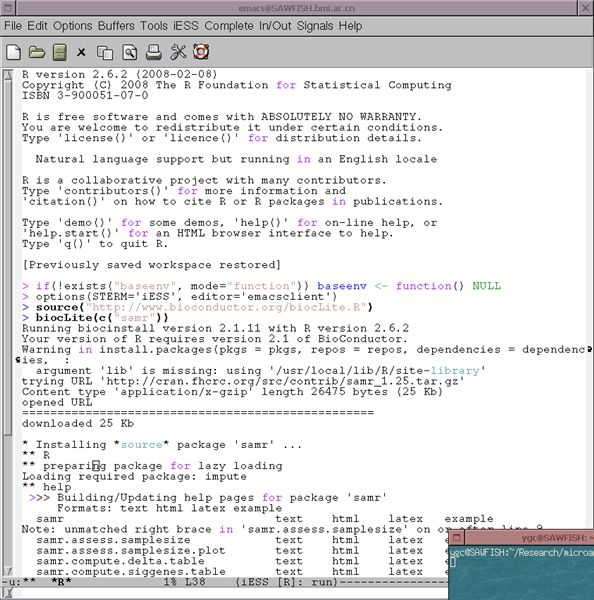 emacs@SAWFISH.bmi.ac.cn
File Edit Options Buffers Tools iESS Complete In/Out Signals Help
R version 2.6.2 (2008-02-08)
Copyright (C) 2008 The R Foundation for Statistical Computing
ISBN 3-900051-07-0
R is free software and comes with ABSOLUTELY NO WARRANTY.
You are welcome to redistribute it under certain conditions.
Type 'license()' or 'licence()' for distribution details.
Natural language support but running in an English locale
R is a collaborative project with many contributors.
Type 'contributors()' for more information and
'citation()' on how to cite R or R packages in publications.
Type 'demo()' for some demos, 'help()' for on-line help, or
'help.start()' for an HTML browser interface to help.
Type 'q()' to quit R.
[Previously saved workspace restored]
> if(!exists("baseenv", mode="function")) baseenv <- function() NULL
> options(STERM='iESS', editor='emacsclient')
> source("http://www.bioconductor.org/biocLite.R")
> biocLite(c("samr"))
Running biocinstall version 2.1.11 with R version 2.6.2
Your version of R requires version 2.1 of BioConductor.
Warning in install.packages(pkgs = pkgs, repos = repos, dependencies = dependenc
ies, :
argument 'lib' is missing: using '/usr/local/lib/R/site-library'
trying URL 'http://cran.fhcrc.org/src/contrib/samr_1.25.tar.gz'
Content type 'application/x-gzip' length 26475 bytes (25 Kb)
opened URL
==================================================
downloaded 25 Kb
* Installing *source* package 'samr' ...
** R
** preparing package for lazy loading
Loading required package: impute
** help
>>> Building/Updating help pages for package 'samr'
Formats: text html latex example
samr text html latex example
Note: unmatched right brace in 'samr.assess.samplesize' on or after line 9
samr.assess.samplesize text html latex
samr.assess.samplesize.plot text html latex
samr.compute.delta.table text html latex
samr.compute.siggenes.table text html latex
-u:** *R* 1% L38 (iESS [R]: run)
ygc@SAWFISH: ~
ygc@SAWFISH:~/Research/microa